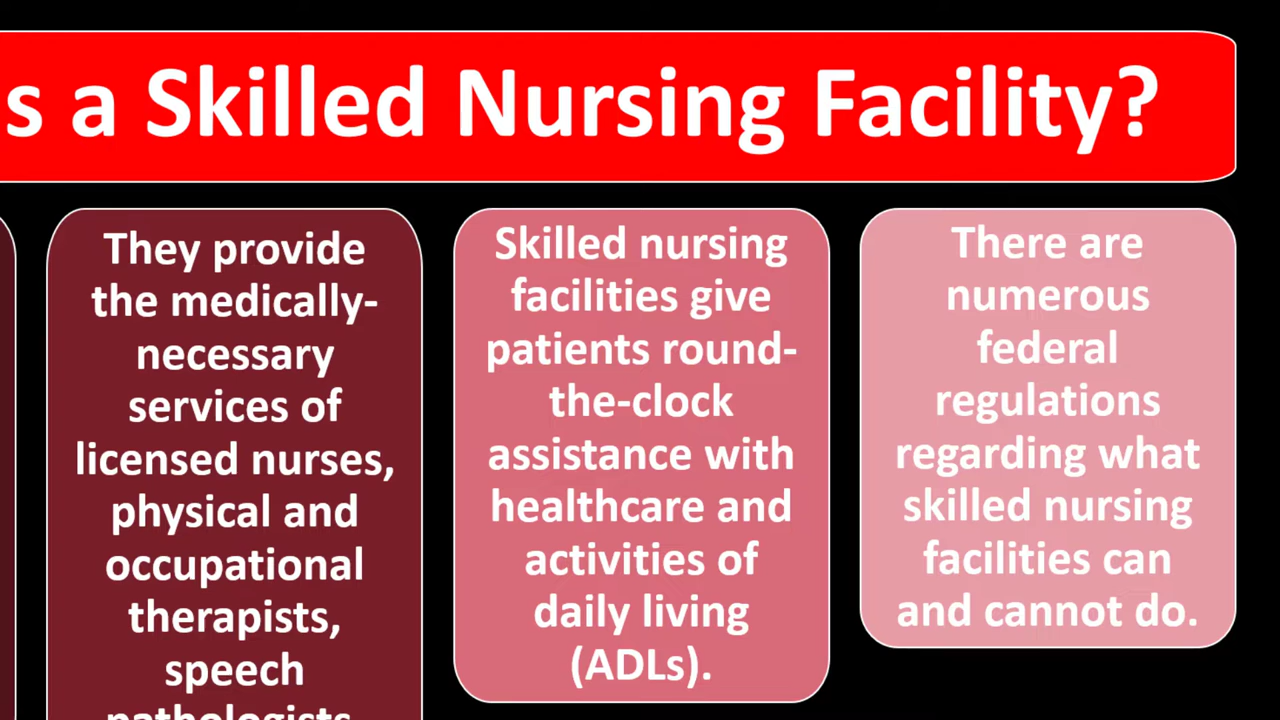 s a Skilled Nursing Facility?
They provide
the medically-
necessary
services of
licensed nurses,
physical and
occupational
therapists,
speech
pathologists,
Skilled nursing
facilities give
patients round-
the-clock
assistance with
healthcare and
activities of
daily living
(ADLs).
There are
numerous
federal
regulations
regarding what
skilled nursing
facilities can
and cannot do.